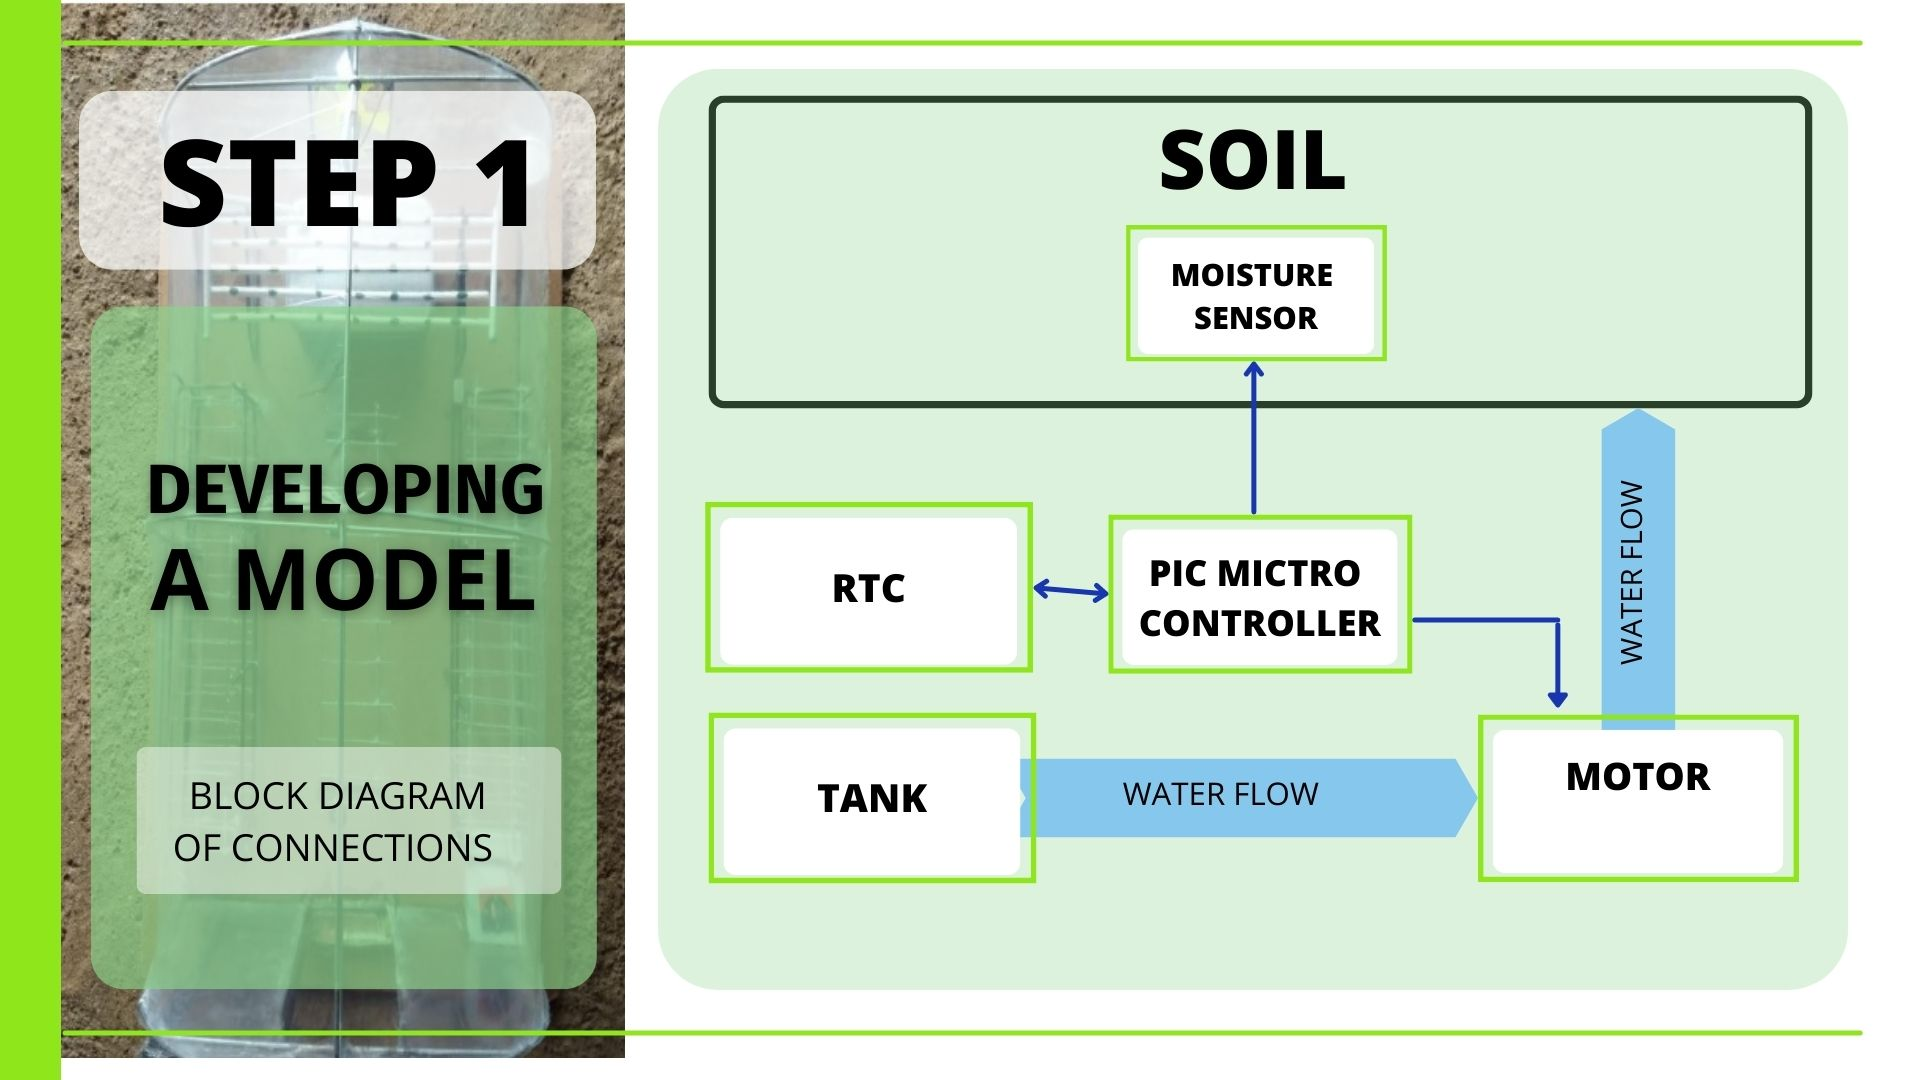 STEP 1
DEVELOPING
A MODEL
BLOCK DIAGRAM
OF CONNECTIONS
SOIL
MOISTURE
SENSOR
RTC
PIC MICTRO
CONTROLLER
WATER FLOW
TANK
WATER FLOW
MOTOR